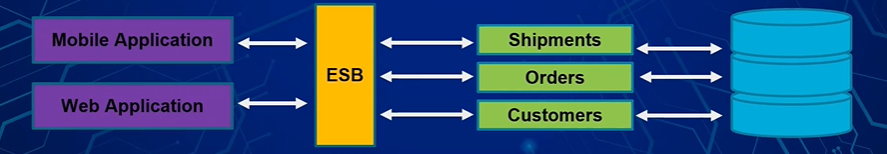 Mobile Application
Web Application
ESB
Shipments
Orders
Customers